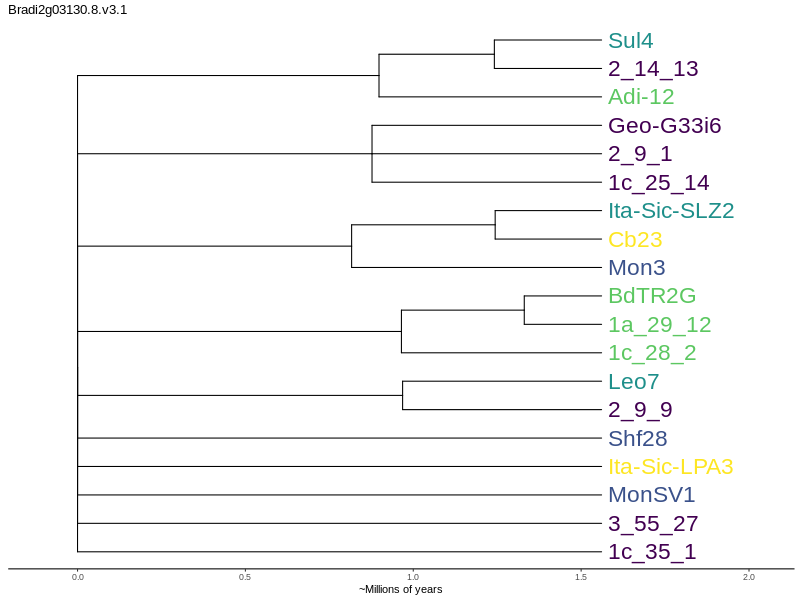 Bradi2g03130.8.v3.1
Sul4
2_14_13
Adi-12
Geo-G33i6
2_9_1
1c_25_14
Ita-Sic-SLZ2
Cb23
Mon3
BdTR2G
1a_29_12
1c_28_2
Leo7
2_9_9
Shf28
Ita-Sic-LPA3
MonSV1
3_55_27
1c_35_1
0.0 0.5 1.0 1.5 2.0
~Millions of years